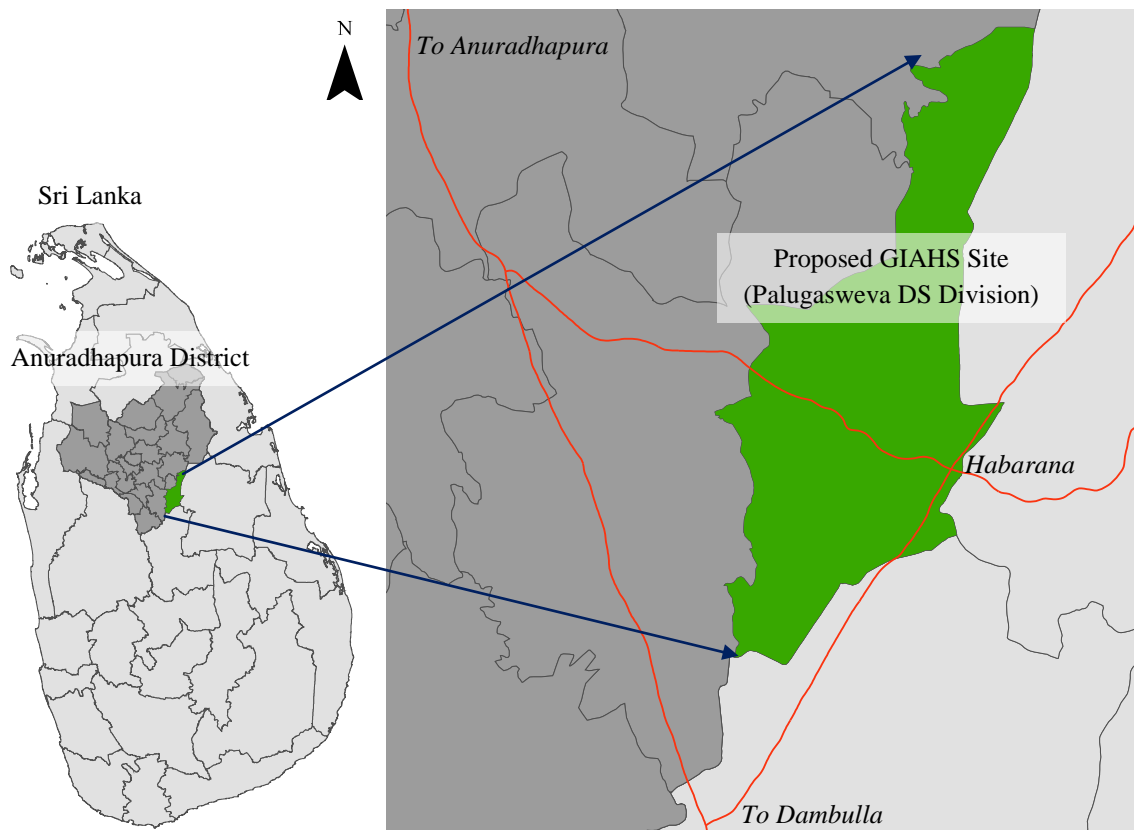 N
To Anuradhapura
Sri Lanka
Proposed GIAHS Site
(Palugasweva DS Division)
Anuradhapura District
Habarana
To Dambulla